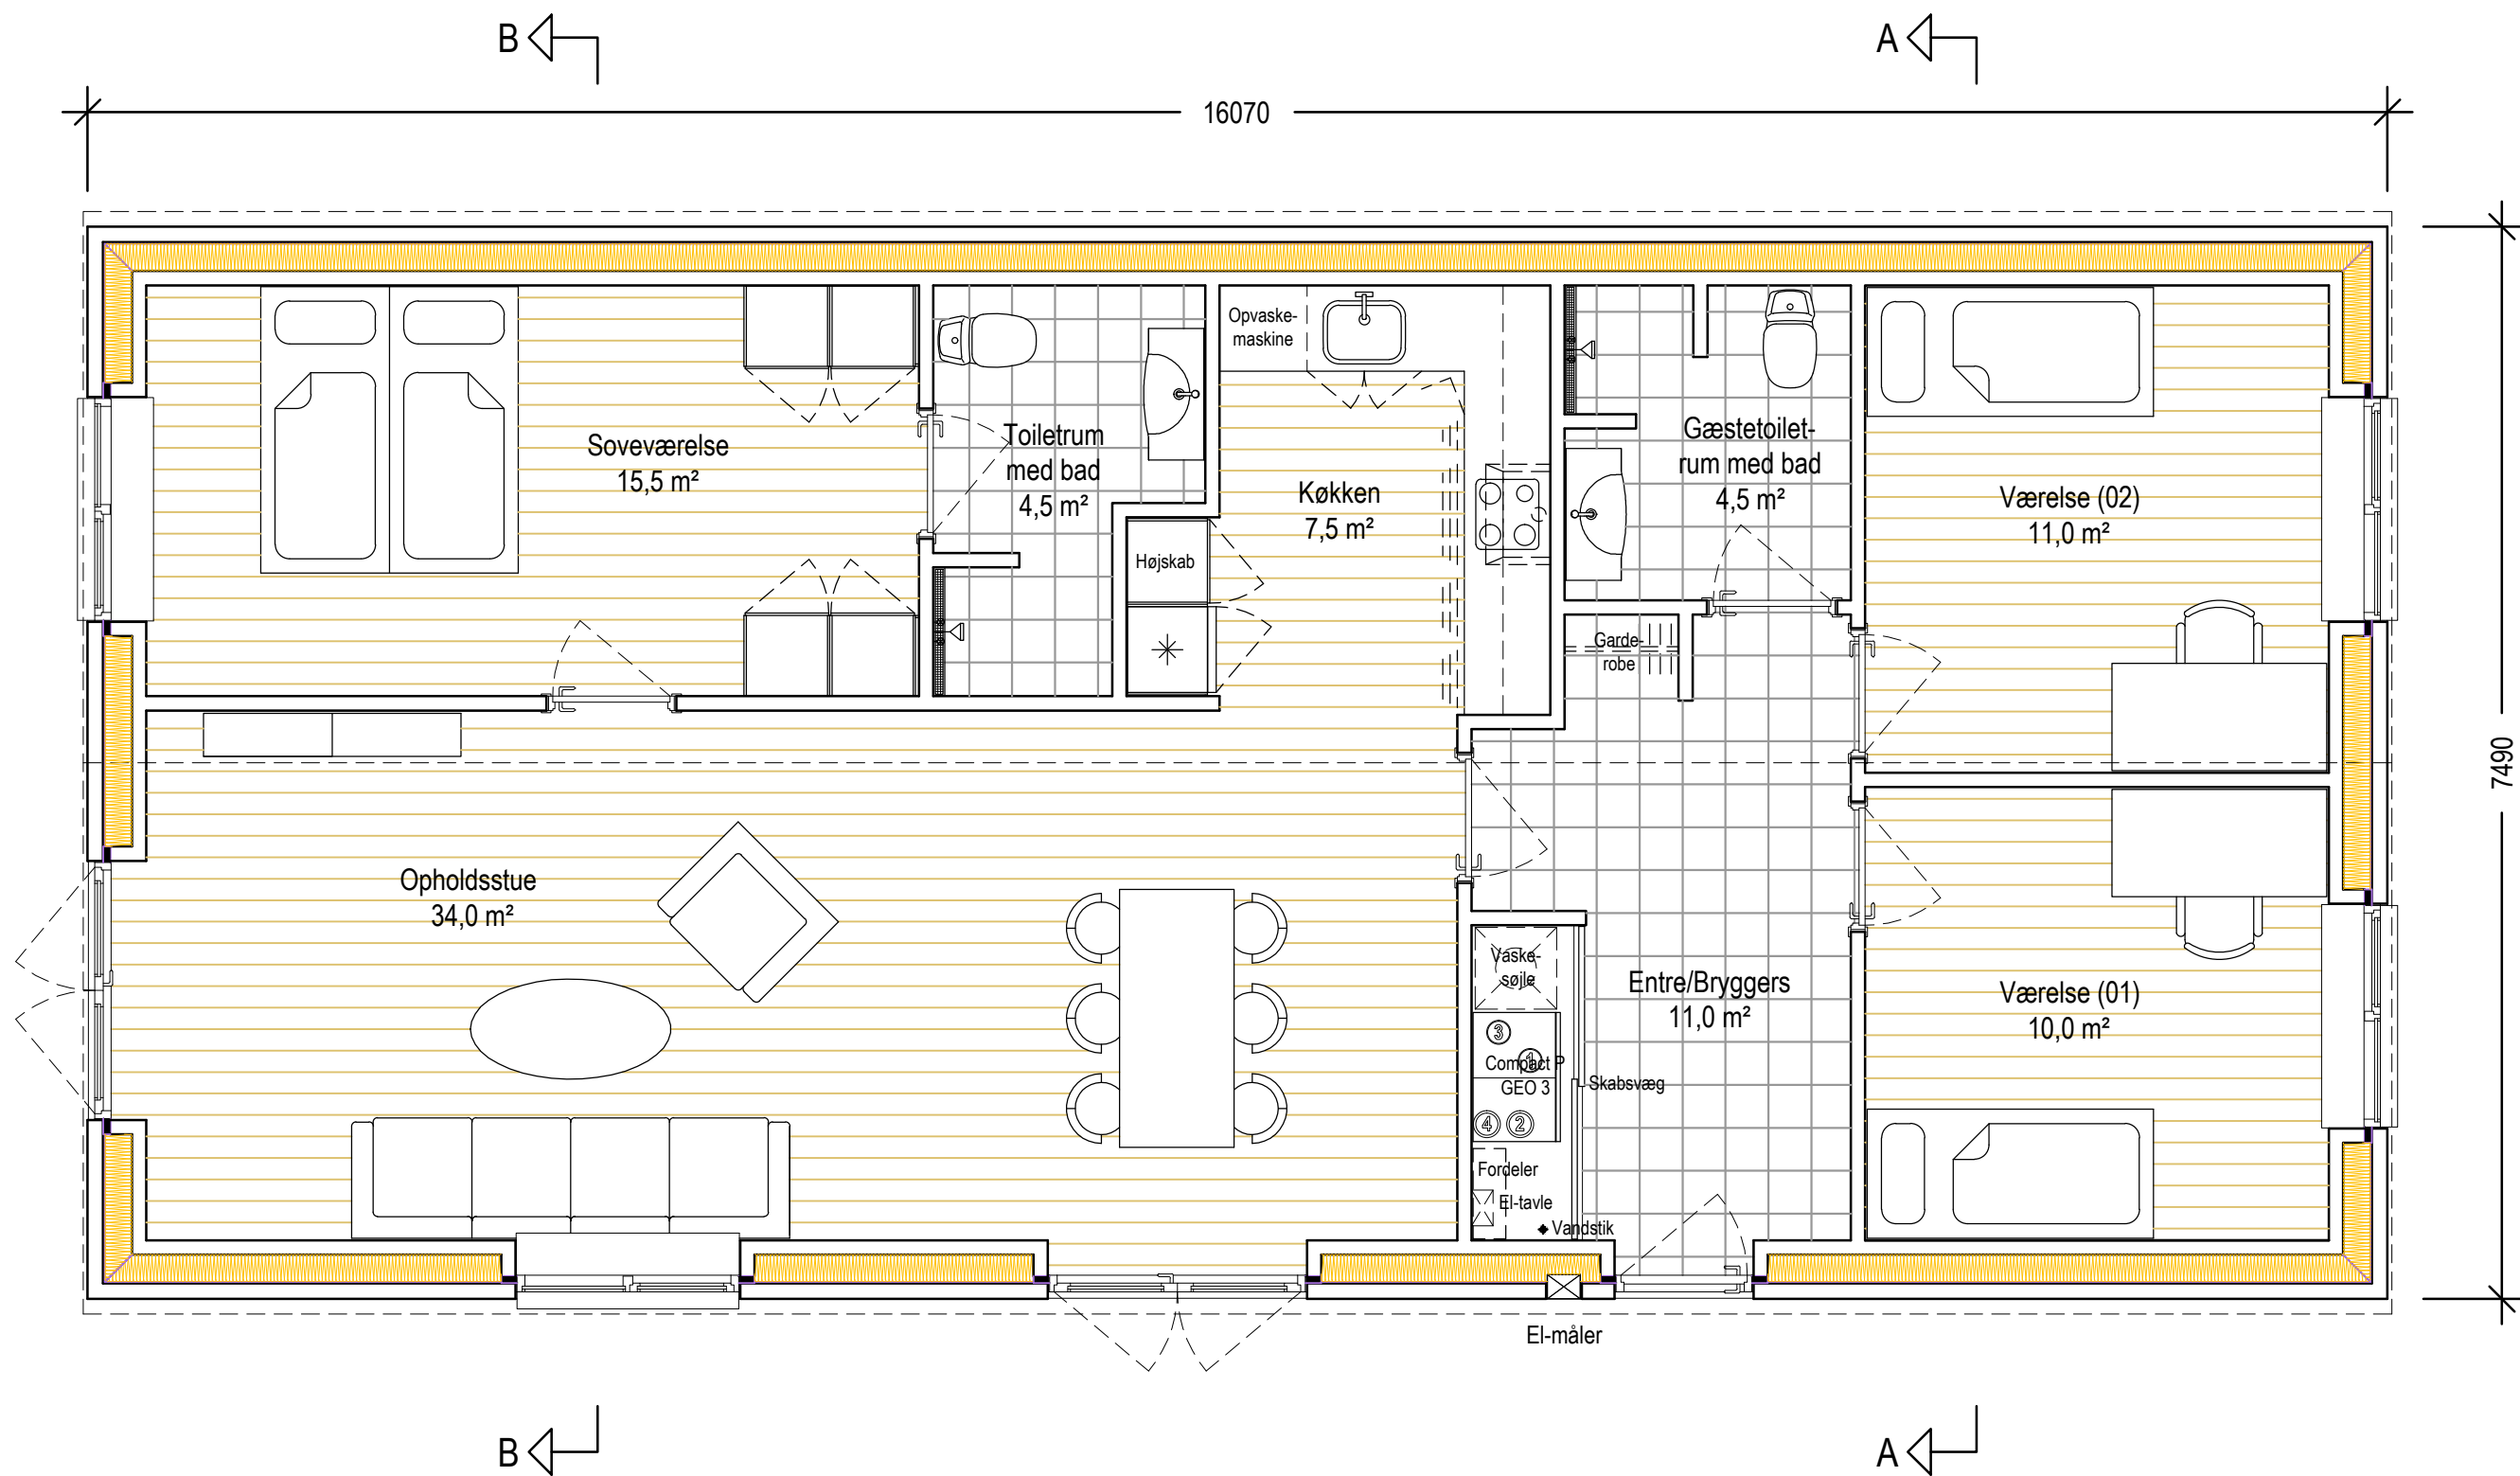 B
A
16070
Opvaske-
maskine
Soveværelse
15,5 m²
Toiletrum
med bad
4,5 m²
Køkken
7,5 m²
Gæstetoilet-
rum med bad
4,5 m²
Værelse (02)
11,0 m²
Højskab
Garde-
robe
7490
Opholdsstue
34,0 m²
Vaske-
søjle
Entre/Bryggers
11,0 m²
Værelse (01)
10,0 m²
3
1
Compact P
GEO 3
Skabsvæg
4
2
Fordeler
El-tavle
Vandstik
El-måler
B
A